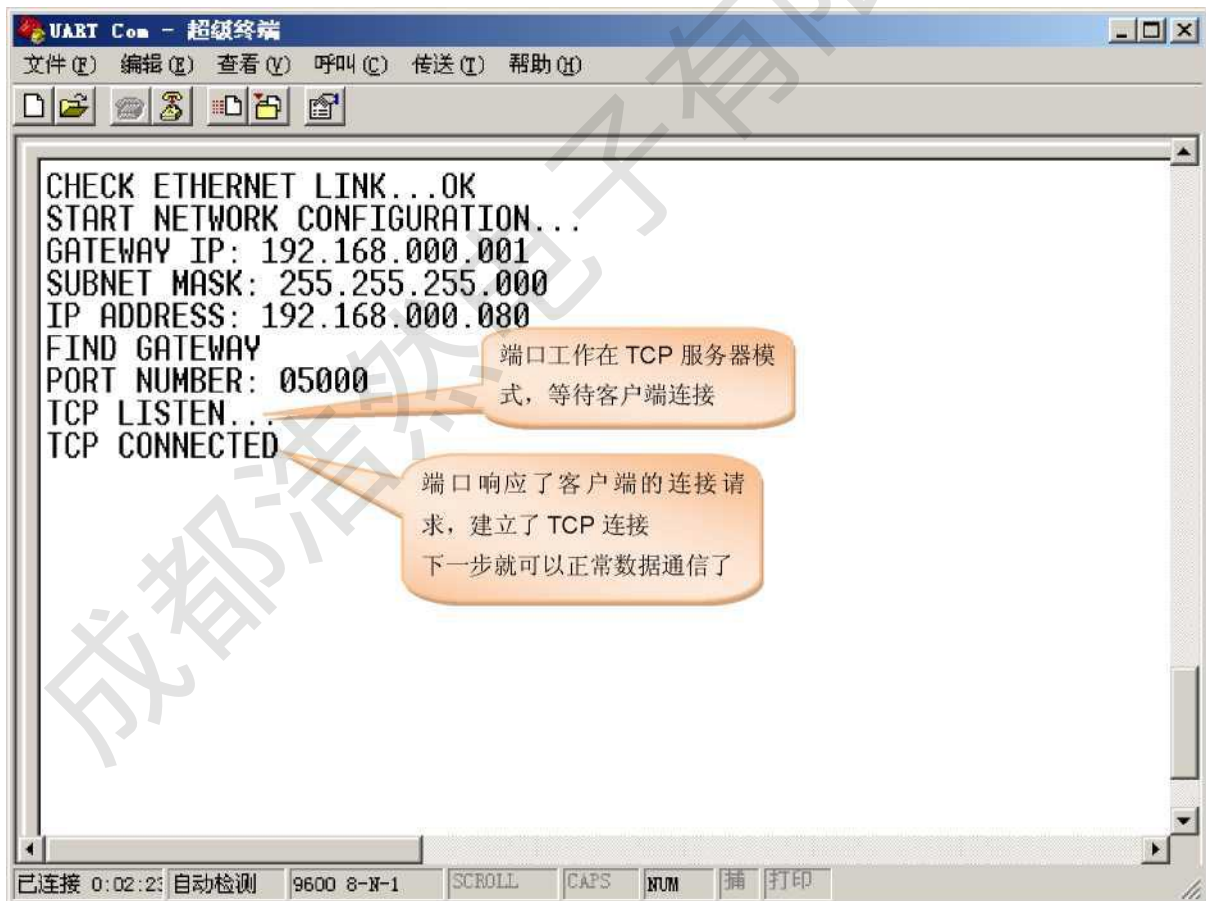 UART Com - 超级终端
文件(F) 编辑(E) 查看(V) 呼叫(C) 传送(T) 帮助(H)
CHECK ETHERNET LINK...OK
START NETWORK CONFIGURATION...
GATEWAY IP: 192.168.000.001
SUBNET MASK: 255.255.255.000
IP ADDRESS: 192.168.000.080
FIND GATEWAY
PORT NUMBER: 05000
TCP LISTEN...
TCP CONNECTED
端口工作在 TCP 服务器模
式，等待客户端连接
端口响应了客户端的连接请
求，建立了 TCP 连接
下一步就可以正常数据通信了
已连接 0:02:23 自动检测 9600 8-N-1 SCROLL CAPS NUM 捕 打印
成都浩然电子有限